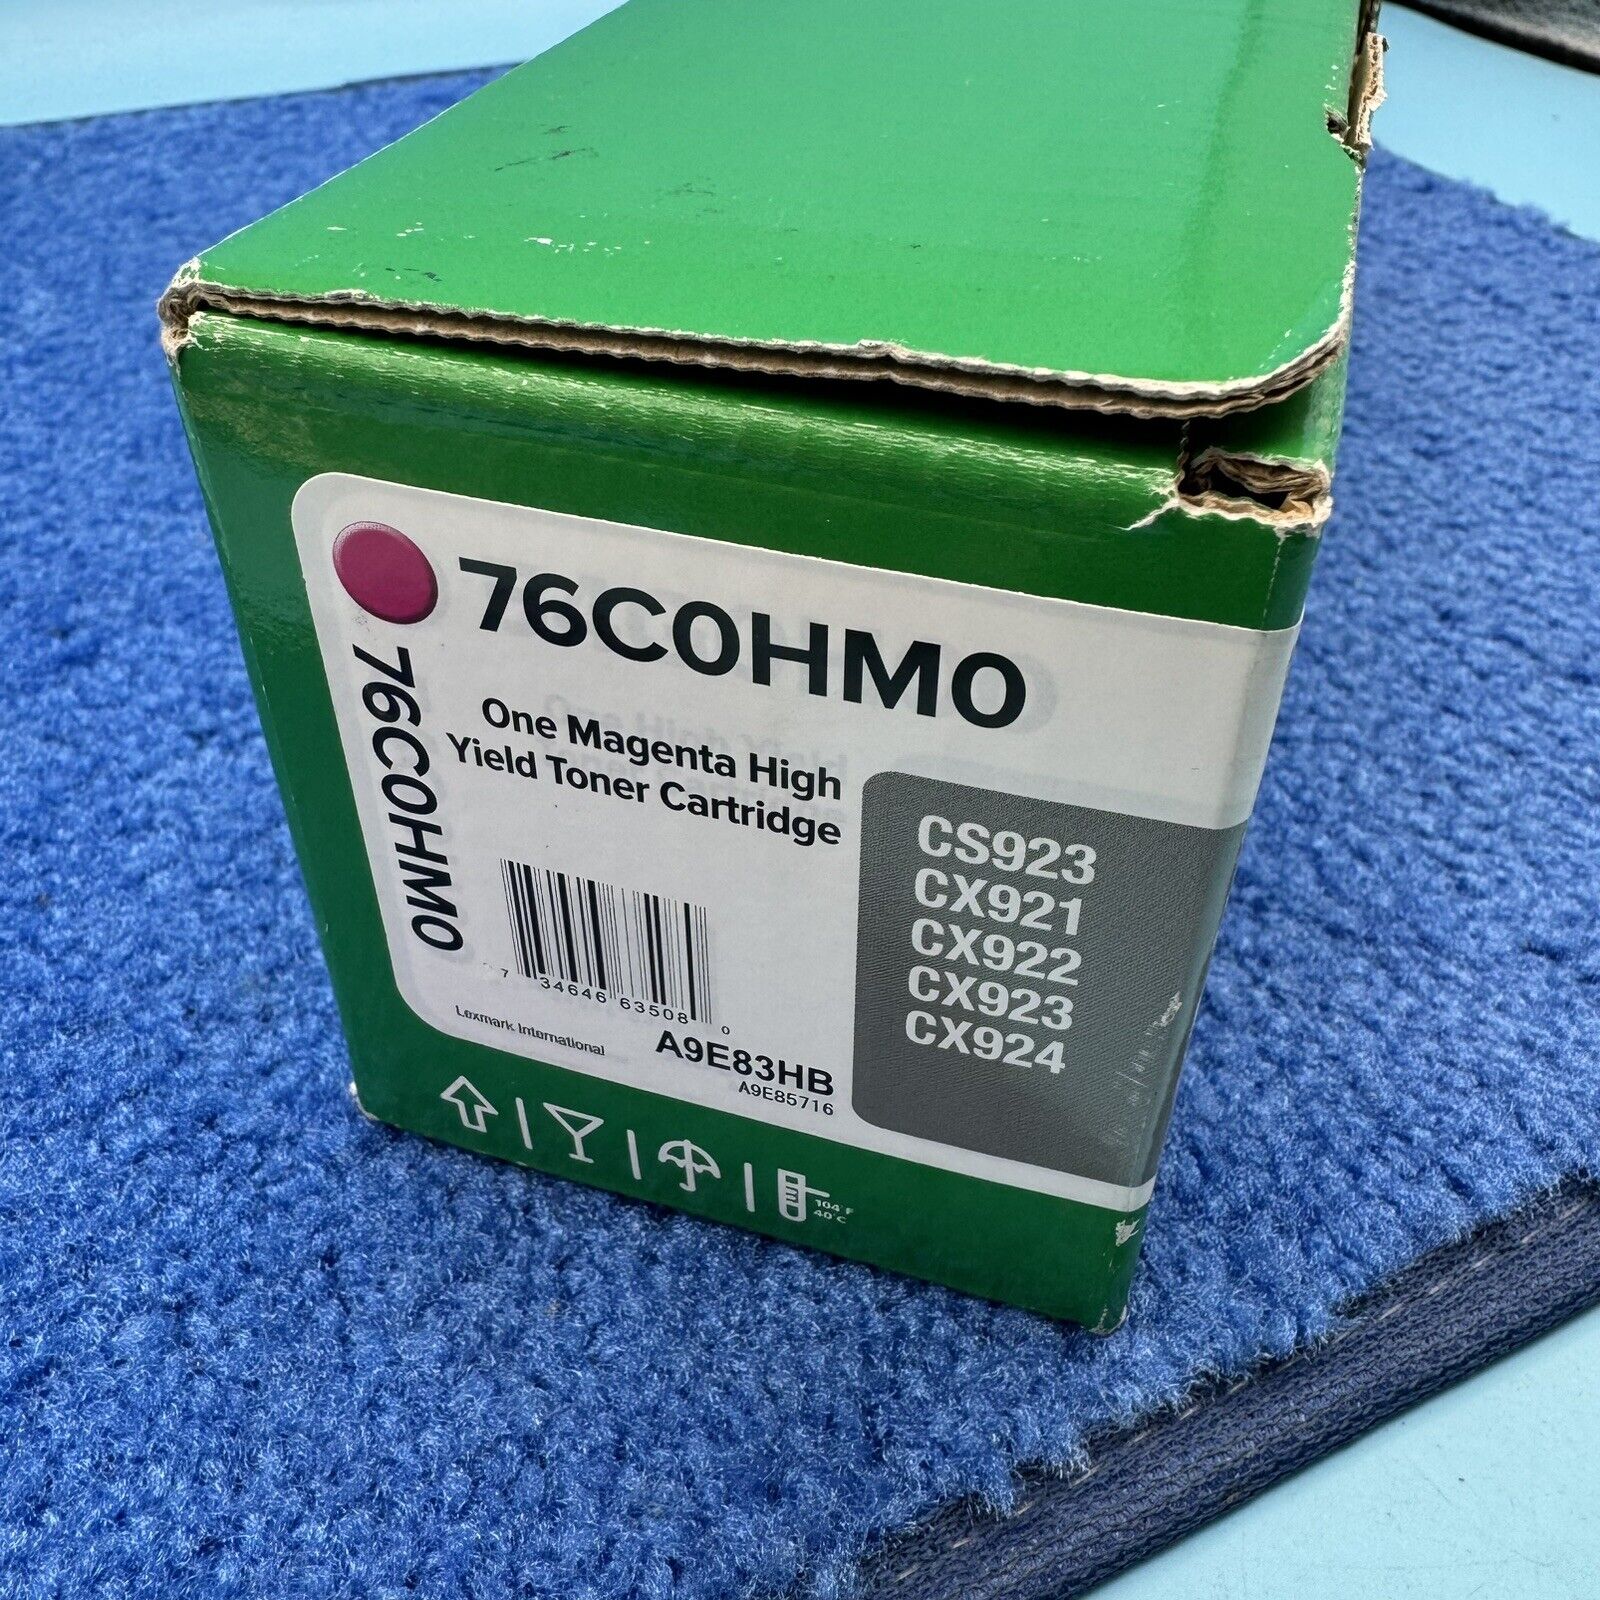 76C0HM0
76C0HM0
One Magenta High
Yield Toner Cartridge
7 34646 63508 0
Lexmark International
A9E83HB
A9E85716
CS923
CX921
CX922
CX923
CX924
104°F
40°C